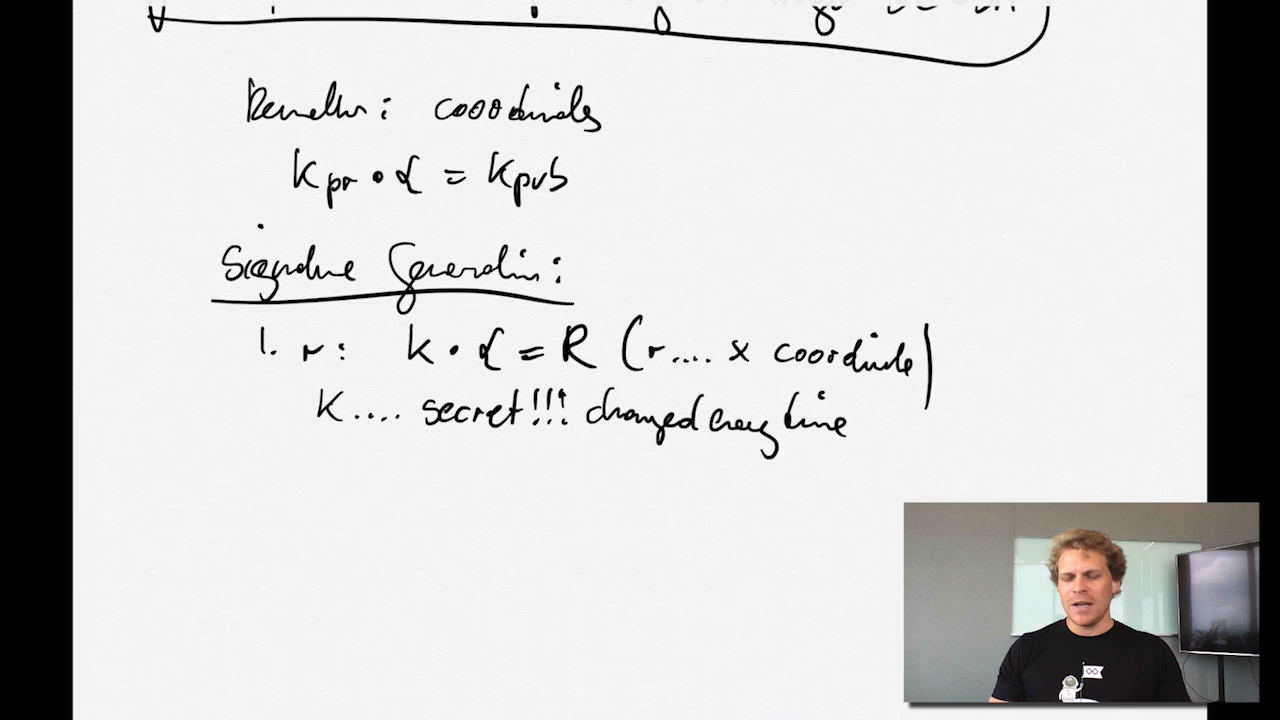 Remember: coordinates
Kpr • α = Kpub
Signature Generation:
1. r: K • α = R (r.... x coordinate)
K.... secret!!! changed every time